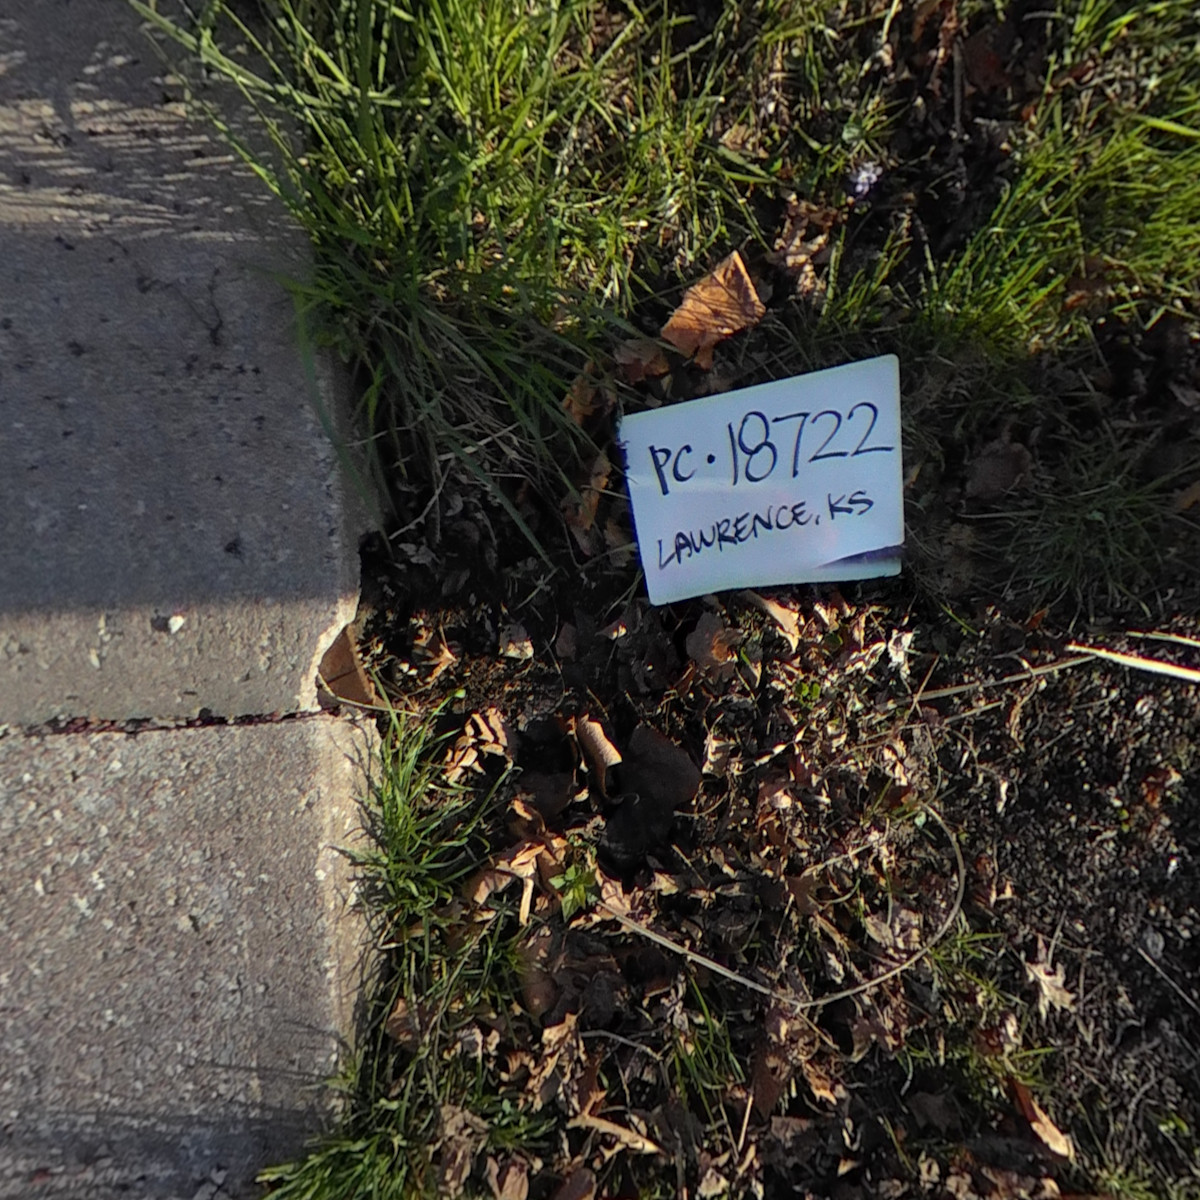 PC·18722
LAWRENCE, KS